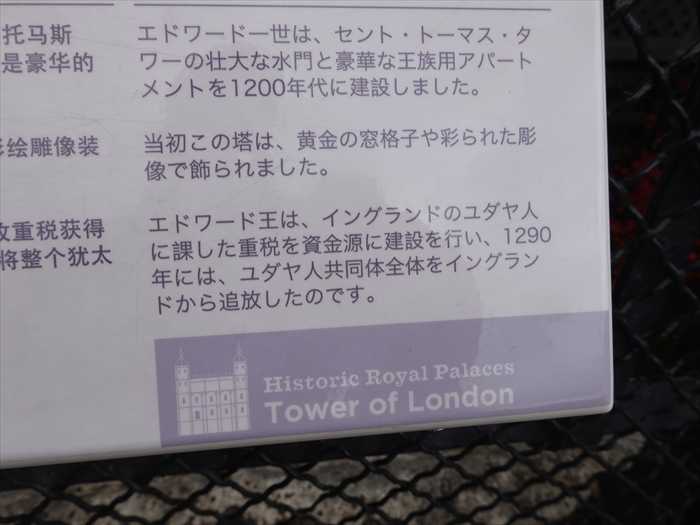 托马斯
是豪华的
绘雕像装
重税获得
将整个犹太
エドワード一世は、セント・トーマス・タ
ワーの壮大な水門と豪華な王族用アパート
メントを1200年代に建設しました。
当初この塔は、黄金の窓格子や彩られた彫
像で飾られました。
エドワード王は、イングランドのユダヤ人
に課した重税を資金源に建設を行い、1290
年には、ユダヤ人共同体全体をイングラン
ドから追放したのです。
Historic Royal Palaces
Tower of London